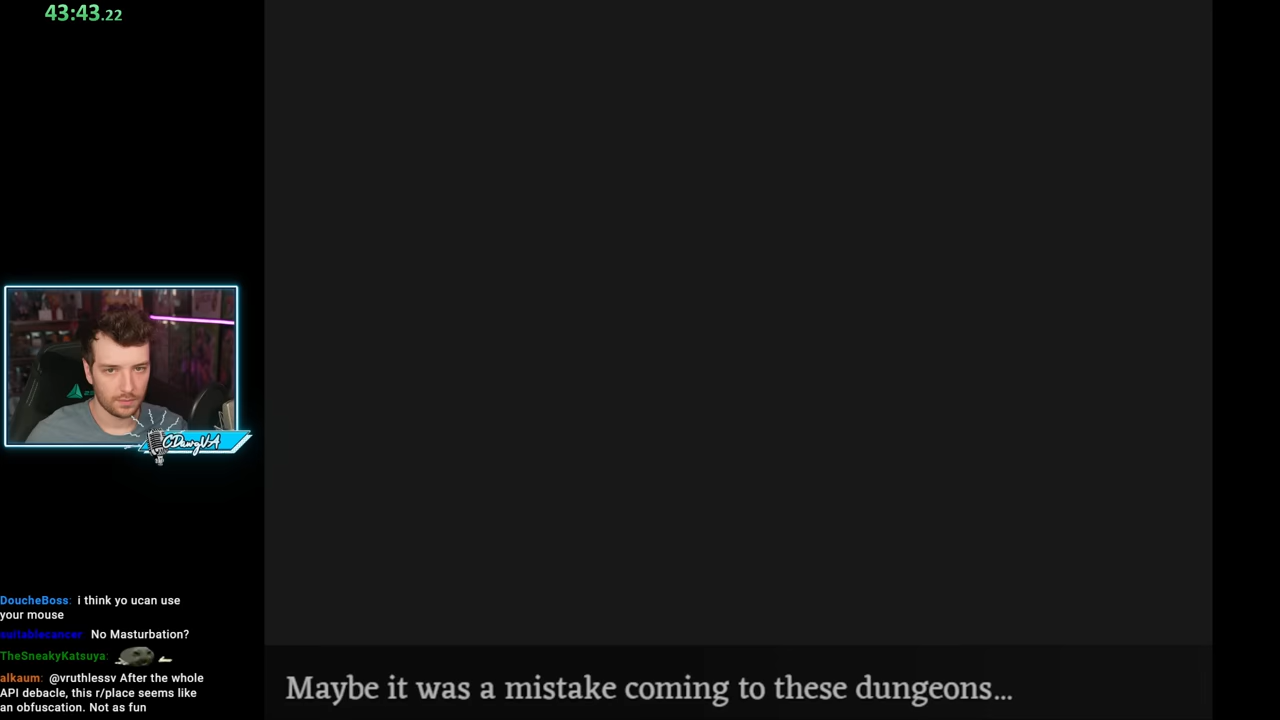 43:43.22
CDawgVA
DoucheBoss: i think yo ucan use
your mouse
suitablecancer No Masturbation?
TheSneakyKatsuya:
alkaum: @vruthlessv After the whole
API debacle, this r/place seems like
an obfuscation. Not as fun
Maybe it was a mistake coming to these dungeons...